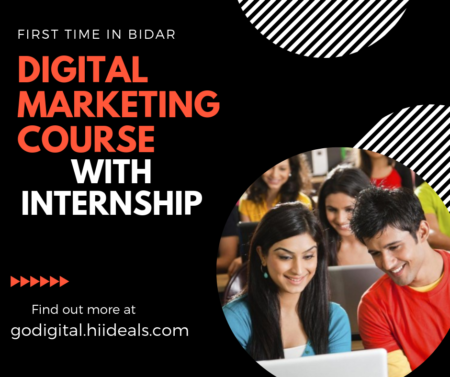 FIRST TIME IN BIDAR
DIGITAL
MARKETING
COURSE
WITH
INTERNSHIP
Find out more at
godigital.hiideals.com